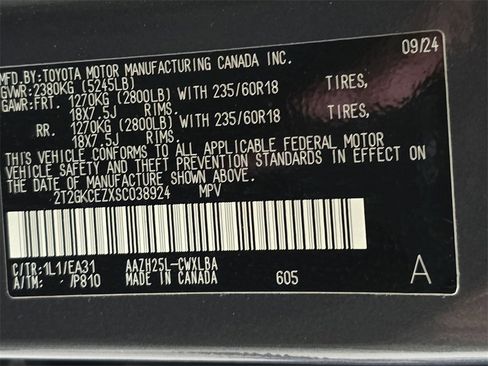 MFD.BY:TOYOTA MOTOR MANUFACTURING CANADA INC. 09/24
GVWR:2380KG (5245LB)
GAWR:FRT. 1270KG (2800LB) WITH 235/60R18 TIRES,
18X7.5J RIMS.
RR. 1270KG (2800LB) WITH 235/60R18 TIRES,
18X7.5J RIMS.
THIS VEHICLE CONFORMS TO ALL APPLICABLE FEDERAL MOTOR
VEHICLE SAFETY AND THEFT PREVENTION STANDARDS IN EFFECT ON
THE DATE OF MANUFACTURE SHOWN ABOVE.
2T2GKCEZXSC038924 MPV
C/TR:1L1/EA31 AAZH25L-CWXLBA
A/TM: /P810 MADE IN CANADA 605 A